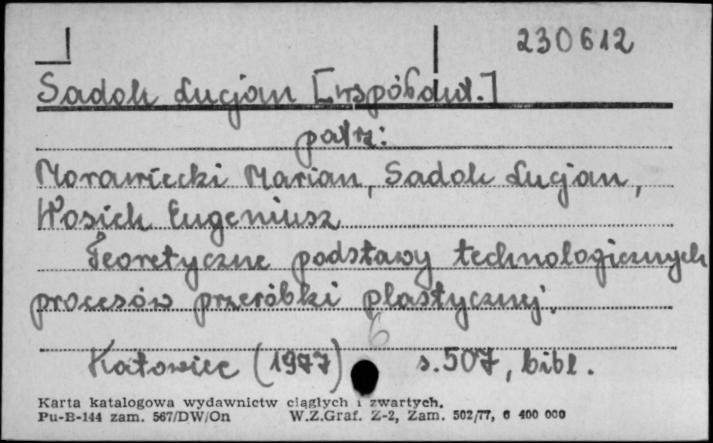 230612
Sadok Lucjan [współaut.]
patrz:
Morawiecki Marian, Sadok Lucjan,
Wosiek Eugeniusz
Teoretyczne podstawy technologicznych
procesów przeróbki plastycznej.
6
Katowice (1977) s.507, bibl.
Karta katalogowa wydawnictw ciągłych i zwartych.
Pu-B-144 zam. 567/DW/On W.Z.Graf. Z-2, Zam. 502/77, 6 400 000